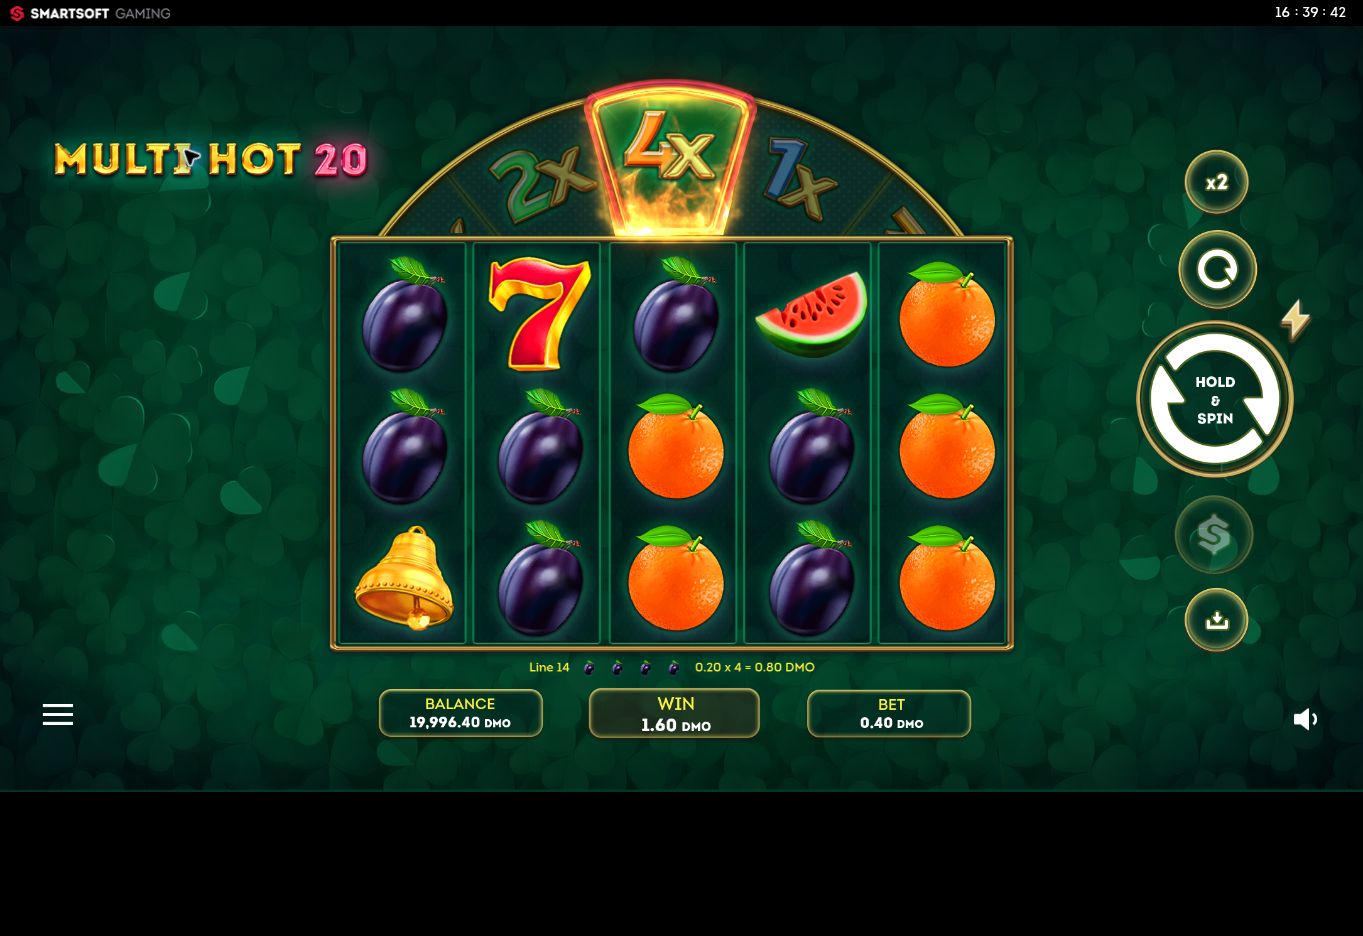 SMARTSOFT GAMING
16 : 39 : 42
MULTI HOT 20
2x
4x
7x
x2
HOLD
&
SPIN
Line 14 0.20 x 4 = 0.80 DMO
BALANCE
19,996.40 DMO
WIN
1.60 DMO
BET
0.40 DMO